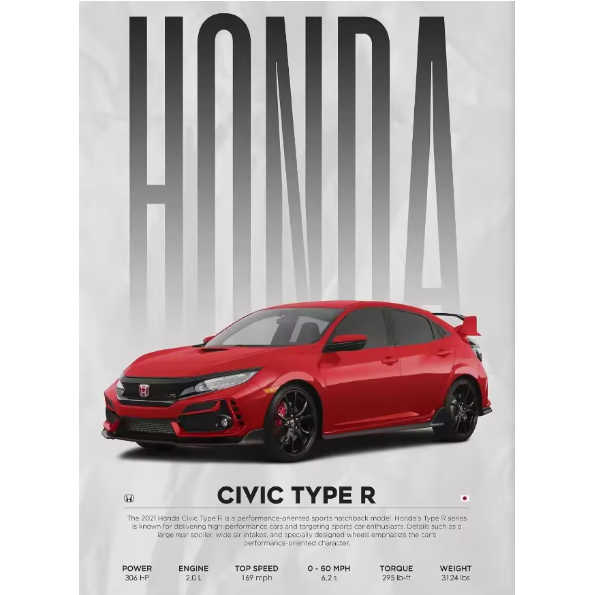 HONDA
CIVIC TYPE R
The 2021 Honda Civic Type R is a performance-oriented sports hatchback model. Honda's Type R series
is known for delivering high-performance cars and targeting sports car enthusiasts. Details such as a
large rear spoiler, wide air intakes, and specially designed wheels emphasize the car's
performance-oriented character.
POWER ENGINE TOP SPEED 0 - 60 MPH TORQUE WEIGHT
306 HP 2.0 L 169 mph 6,2 s 295 lb-ft 3124 lbs